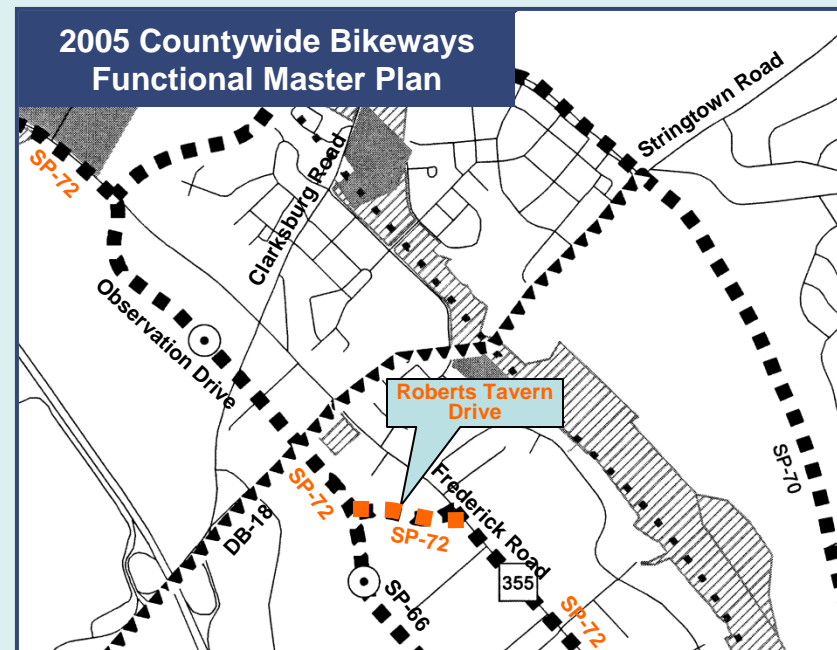 2005 Countywide Bikeways
Functional Master Plan
Stringtown Road
SP-72
Clarksburg Road
Observation Drive
Roberts Tavern
Drive
SP-70
Frederick Road
SP-72
DB-18
SP-72
355
SP-66
SP-72